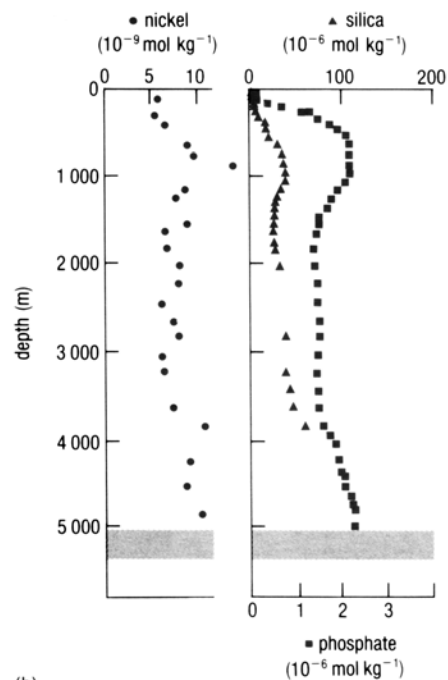 ● nickel
(10⁻⁹ mol kg⁻¹)
▲ silica
(10⁻⁶ mol kg⁻¹)
0 5 10
0 100 200
depth (m)
0
1 000
2 000
3 000
4 000
5 000
0 1 2 3
■ phosphate
(10⁻⁶ mol kg⁻¹)